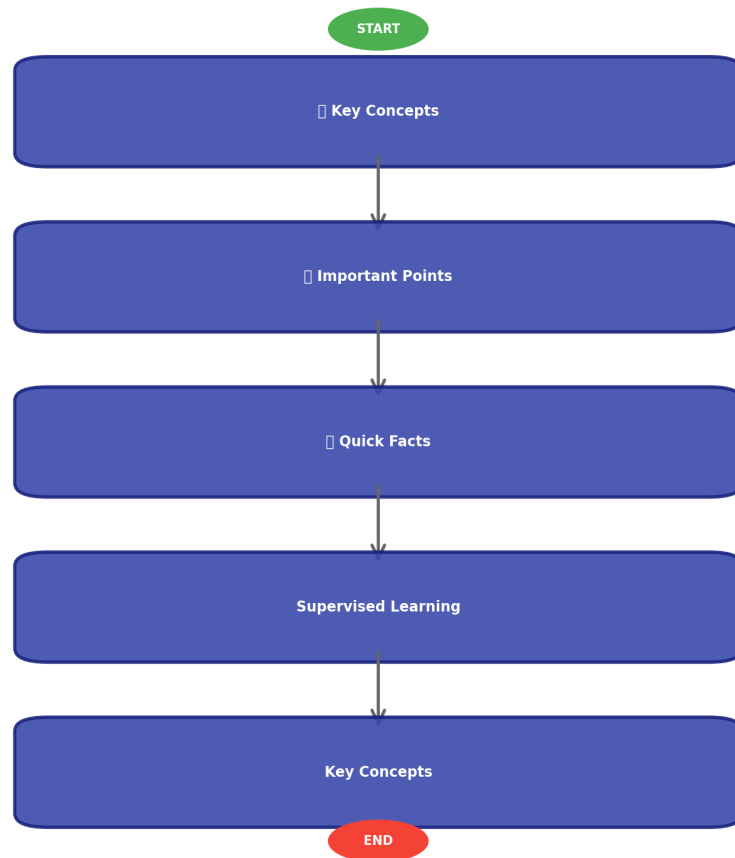 START
Key Concepts
Important Points
Quick Facts
Supervised Learning
Key Concepts
END